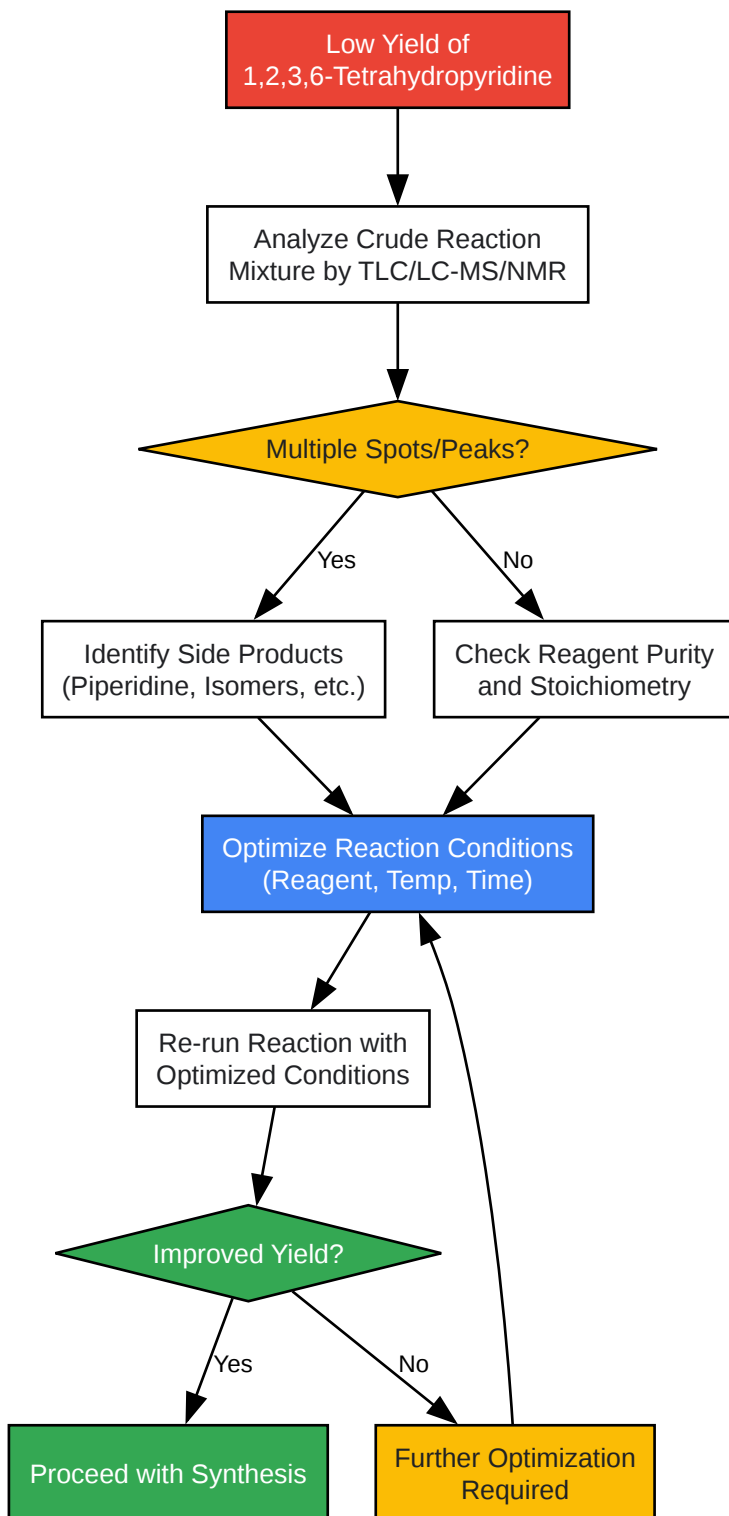 Low Yield of
1,2,3,6-Tetrahydropyridine
Analyze Crude Reaction
Mixture by TLC/LC-MS/NMR
Multiple Spots/Peaks?
Yes
No
Identify Side Products
(Piperidine, Isomers, etc.)
Check Reagent Purity
and Stoichiometry
Optimize Reaction Conditions
(Reagent, Temp, Time)
Re-run Reaction with
Optimized Conditions
Improved Yield?
Yes
No
Proceed with Synthesis
Further Optimization
Required